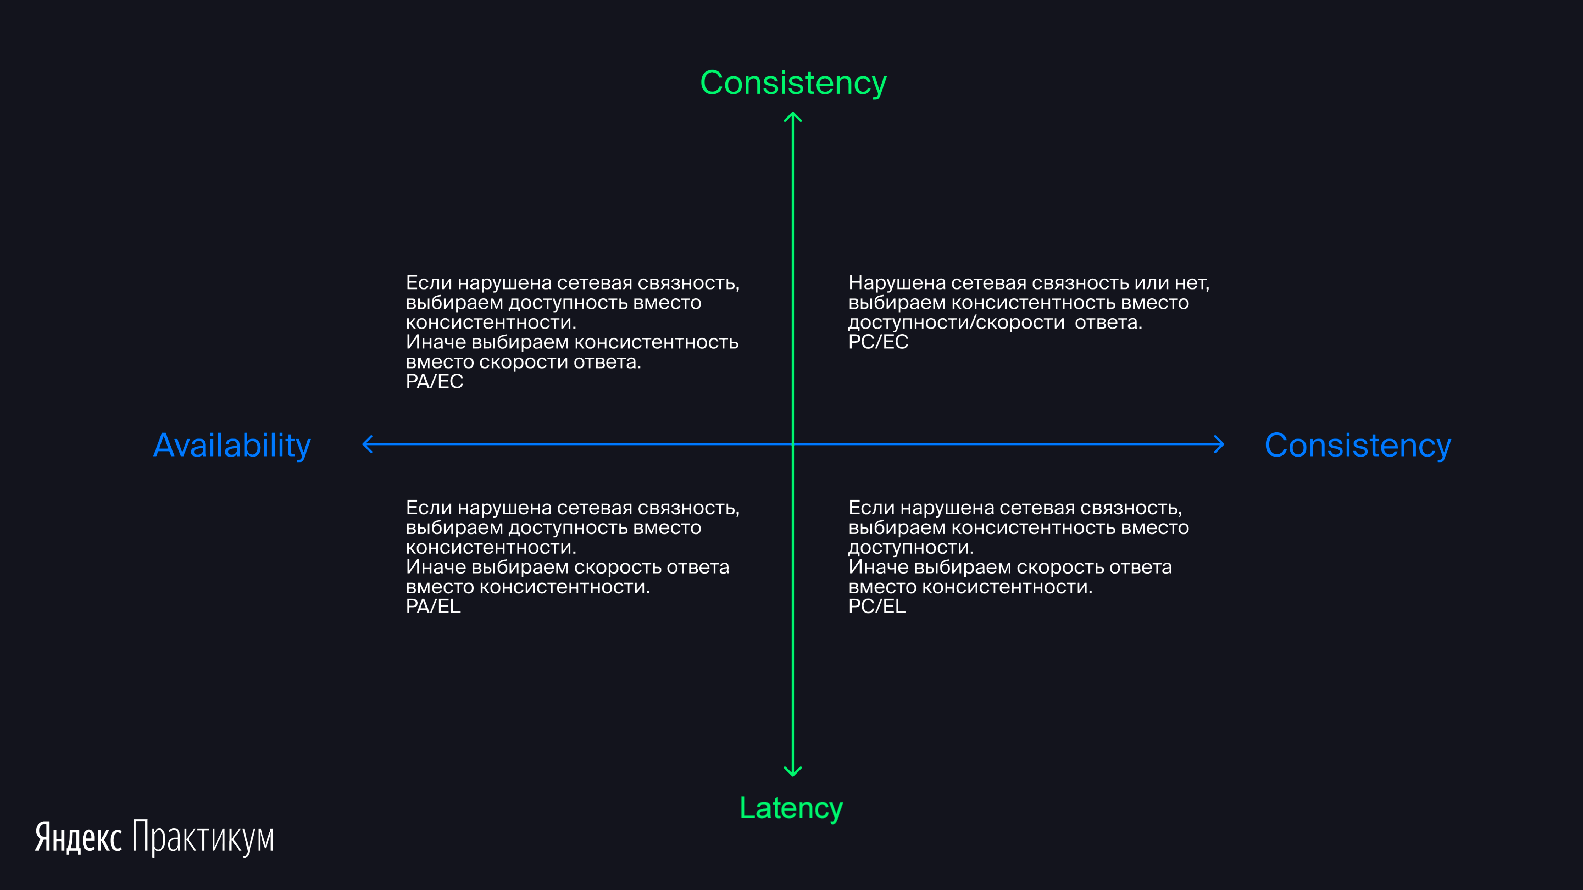 Consistency
Если нарушена сетевая связность,
выбираем доступность вместо
консистентности.
Иначе выбираем консистентность
вместо скорости ответа.
PA/EC
Нарушена сетевая связность или нет,
выбираем консистентность вместо
доступности/скорости ответа.
PC/EC
Availability
Consistency
Если нарушена сетевая связность,
выбираем доступность вместо
консистентности.
Иначе выбираем скорость ответа
вместо консистентности.
PA/EL
Если нарушена сетевая связность,
выбираем консистентность вместо
доступности.
Иначе выбираем скорость ответа
вместо консистентности.
PC/EL
Latency
Яндекс Практикум